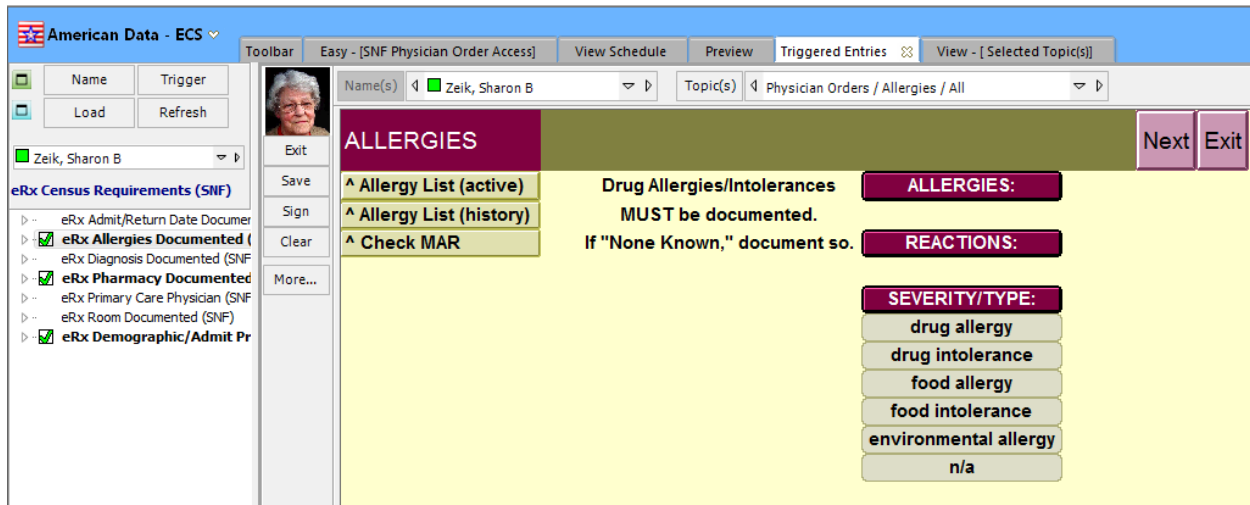 American Data - ECS
Toolbar
Easy - [SNF Physician Order Access]
View Schedule
Preview
Triggered Entries
View - [ Selected Topic(s)]
Name
Trigger
Load
Refresh
Zeik, Sharon B
eRx Census Requirements (SNF)
eRx Admit/Return Date Documen
eRx Allergies Documented (
eRx Diagnosis Documented (SNF
eRx Pharmacy Documented
eRx Primary Care Physician (SNF
eRx Room Documented (SNF)
eRx Demographic/Admit Pr
Exit
Save
Sign
Clear
More...
Name(s)
Zeik, Sharon B
Topic(s)
Physician Orders / Allergies / All
ALLERGIES
Next
Exit
^ Allergy List (active)
^ Allergy List (history)
^ Check MAR
Drug Allergies/Intolerances
MUST be documented.
If "None Known," document so.
ALLERGIES:
REACTIONS:
SEVERITY/TYPE:
drug allergy
drug intolerance
food allergy
food intolerance
environmental allergy
n/a